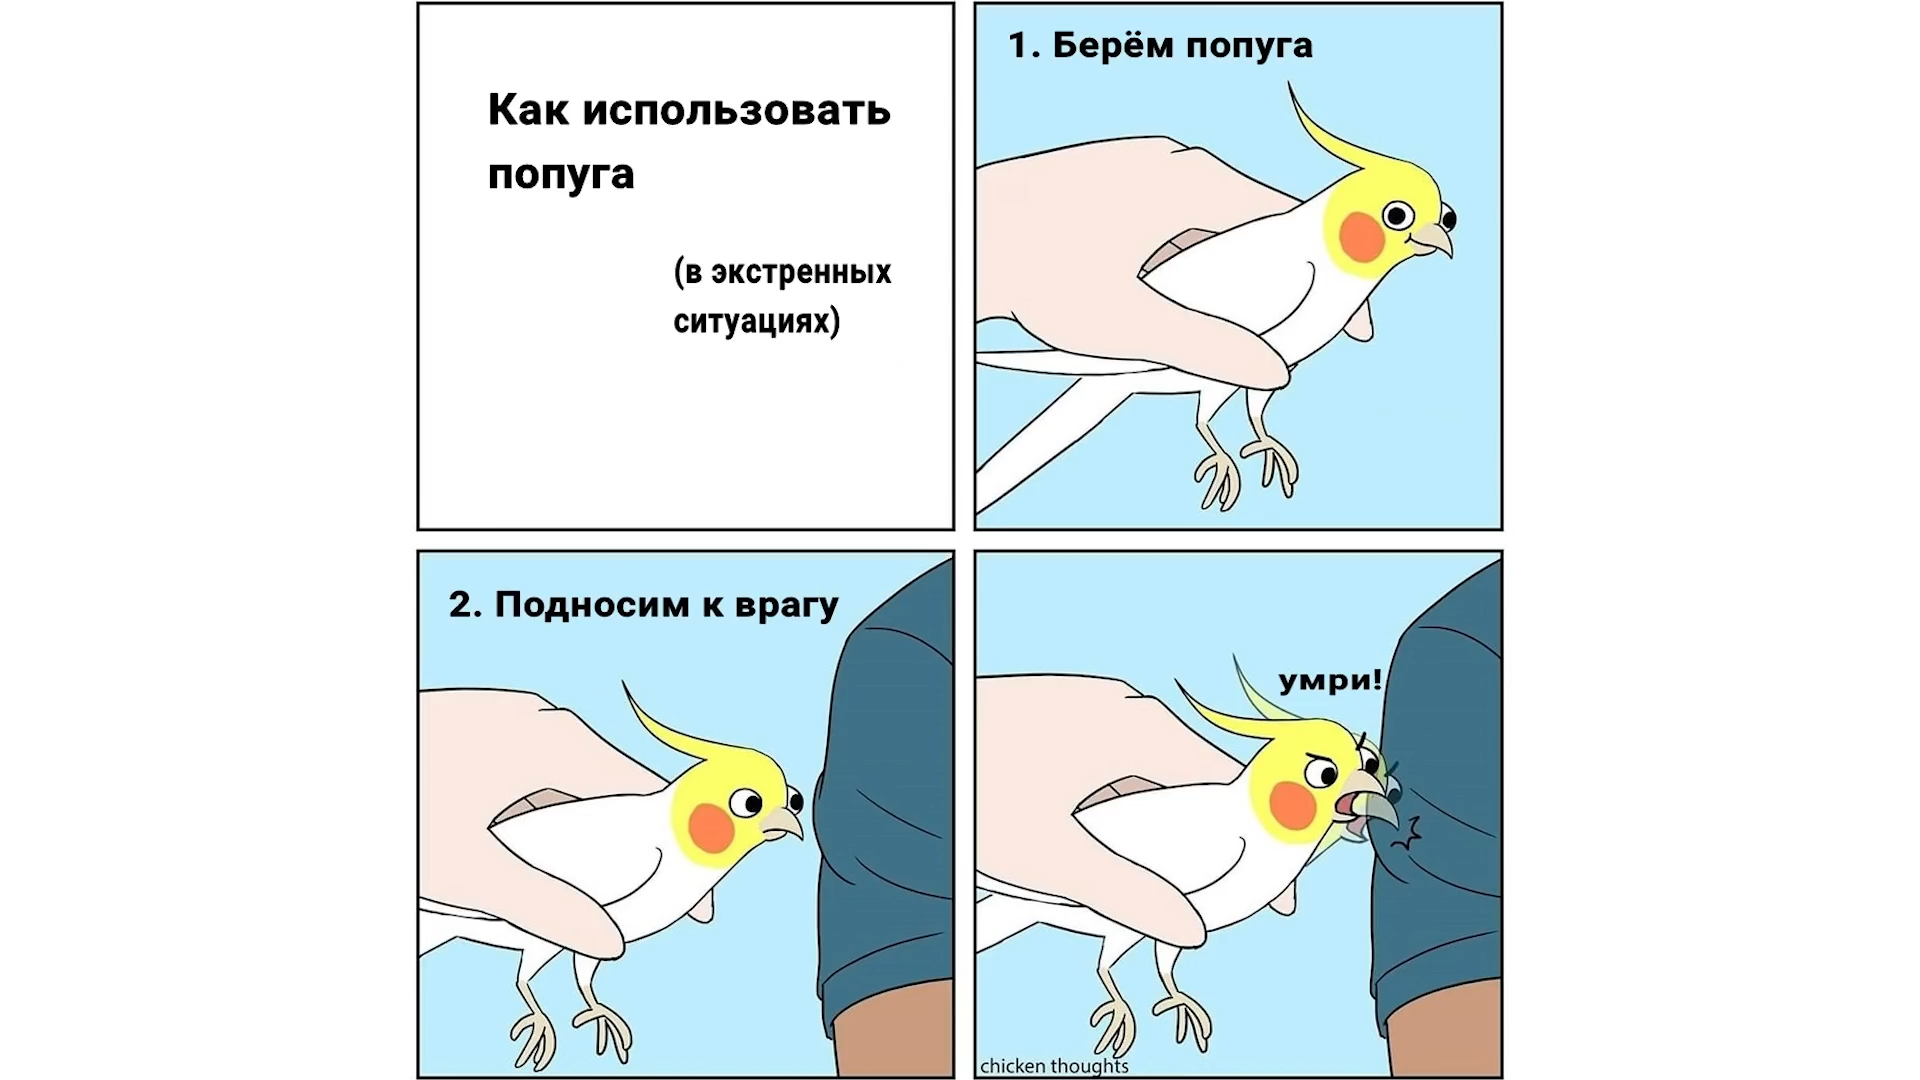 Как использовать
попуга
(в экстренных
ситуациях)
1. Берём попуга
2. Подносим к врагу
умри!
chicken thoughts